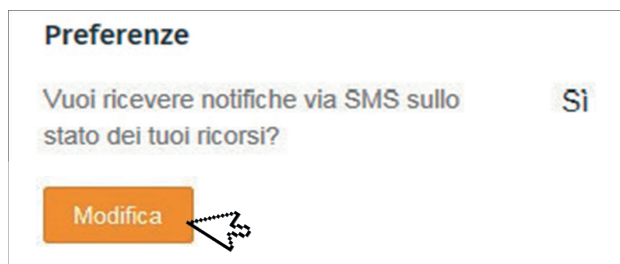 Preferenze
Vuoi ricevere notifiche via SMS sullo
Sì
stato dei tuoi ricorsi?
Modifica